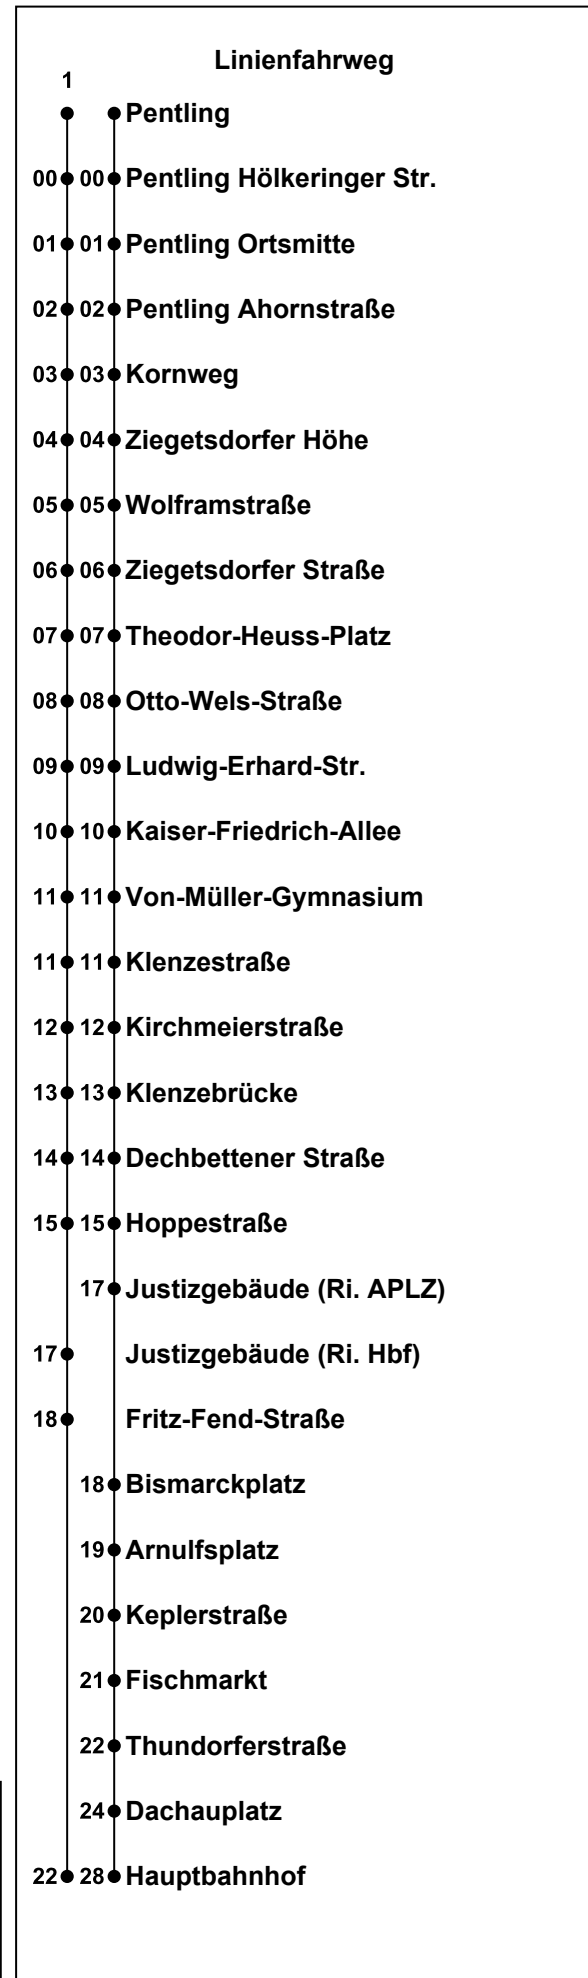 Linienfahrweg
1
Pentling
00 00 Pentling Hölkeringer Str.
01 01 Pentling Ortsmitte
02 02 Pentling Ahornstraße
03 03 Kornweg
04 04 Ziegetsdorfer Höhe
05 05 Wolframstraße
06 06 Ziegetsdorfer Straße
07 07 Theodor-Heuss-Platz
08 08 Otto-Wels-Straße
09 09 Ludwig-Erhard-Str.
10 10 Kaiser-Friedrich-Allee
11 11 Von-Müller-Gymnasium
11 11 Klenzestraße
12 12 Kirchmeierstraße
13 13 Klenzebrücke
14 14 Dechbettener Straße
15 15 Hoppestraße
17 Justizgebäude (Ri. APLZ)
17 Justizgebäude (Ri. Hbf)
18 Fritz-Fend-Straße
18 Bismarckplatz
19 Arnulfsplatz
20 Keplerstraße
21 Fischmarkt
22 Thundorferstraße
24 Dachauplatz
22 28 Hauptbahnhof